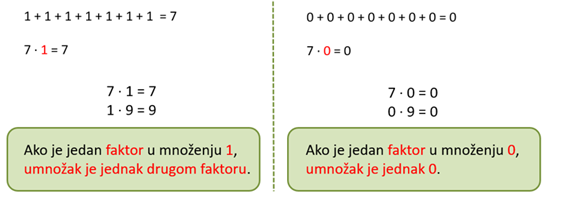 1 + 1 + 1 + 1 + 1 + 1 + 1 = 7
7 · 1 = 7
7 · 1 = 7
1 · 9 = 9
Ako je jedan faktor u množenju 1,
umnožak je jednak drugom faktoru.
0 + 0 + 0 + 0 + 0 + 0 + 0 = 0
7 · 0 = 0
7 · 0 = 0
0 · 9 = 0
Ako je jedan faktor u množenju 0,
umnožak je jednak 0.